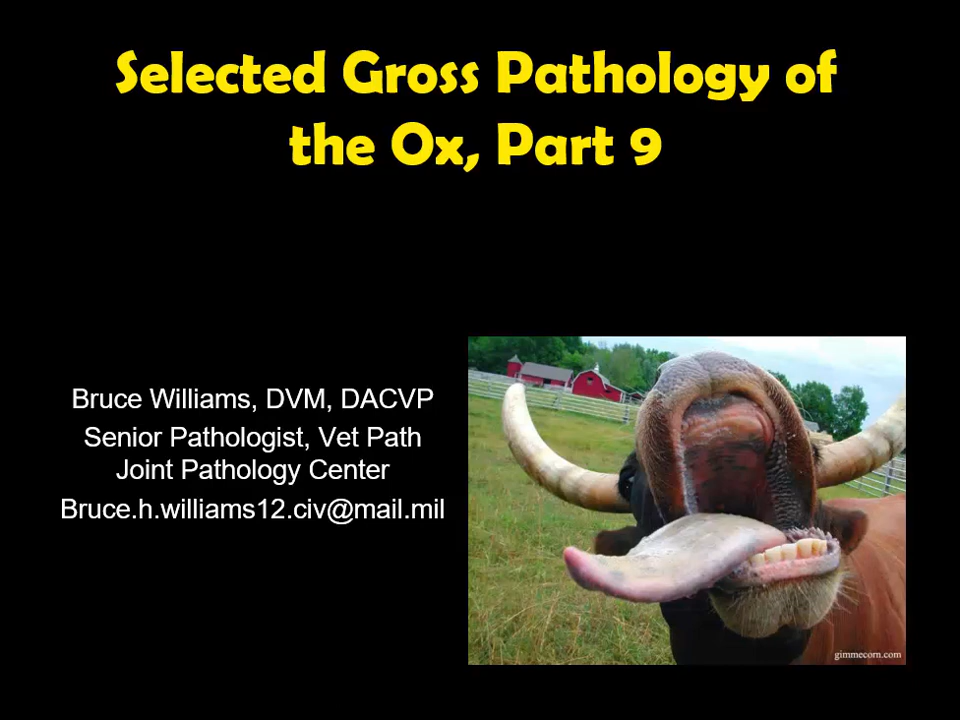 Selected Gross Pathology of
the Ox, Part 9
Bruce Williams, DVM, DACVP
Senior Pathologist, Vet Path
Joint Pathology Center
Bruce.h.williams12.civ@mail.mil
gimmecorn.com